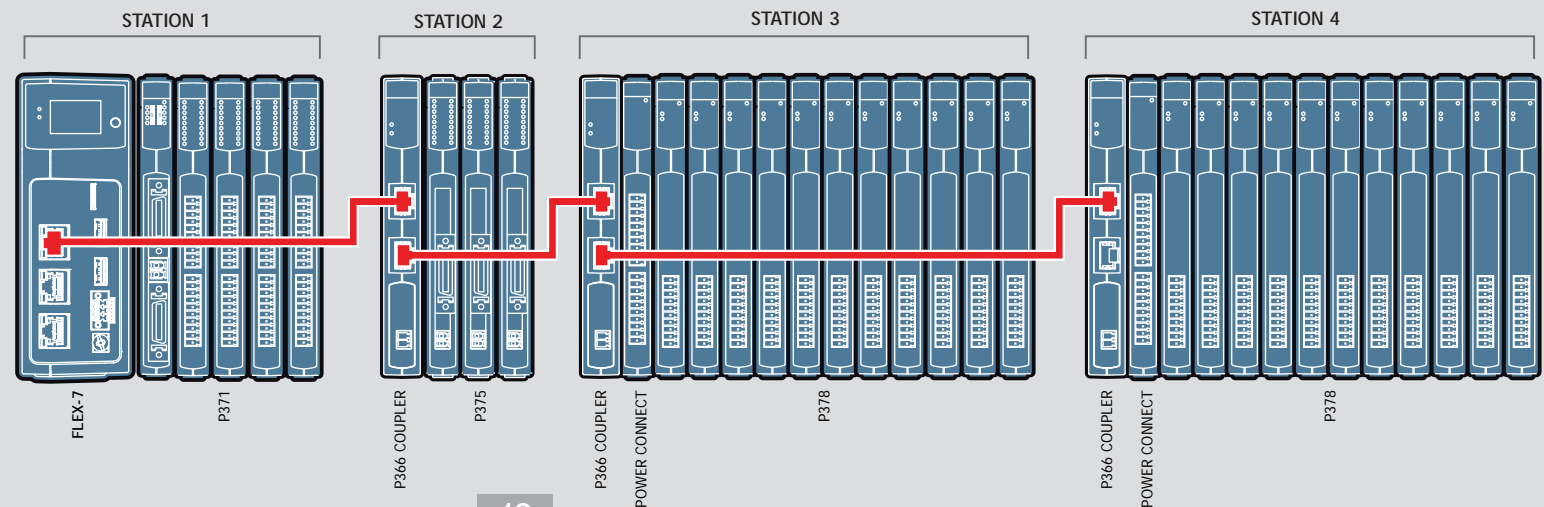 STATION 1
STATION 2
STATION 3
STATION 4
FLEX-7
P371
P366 COUPLER
P375
P366 COUPLER
POWER CONNECT
P378
P366 COUPLER
POWER CONNECT
P378